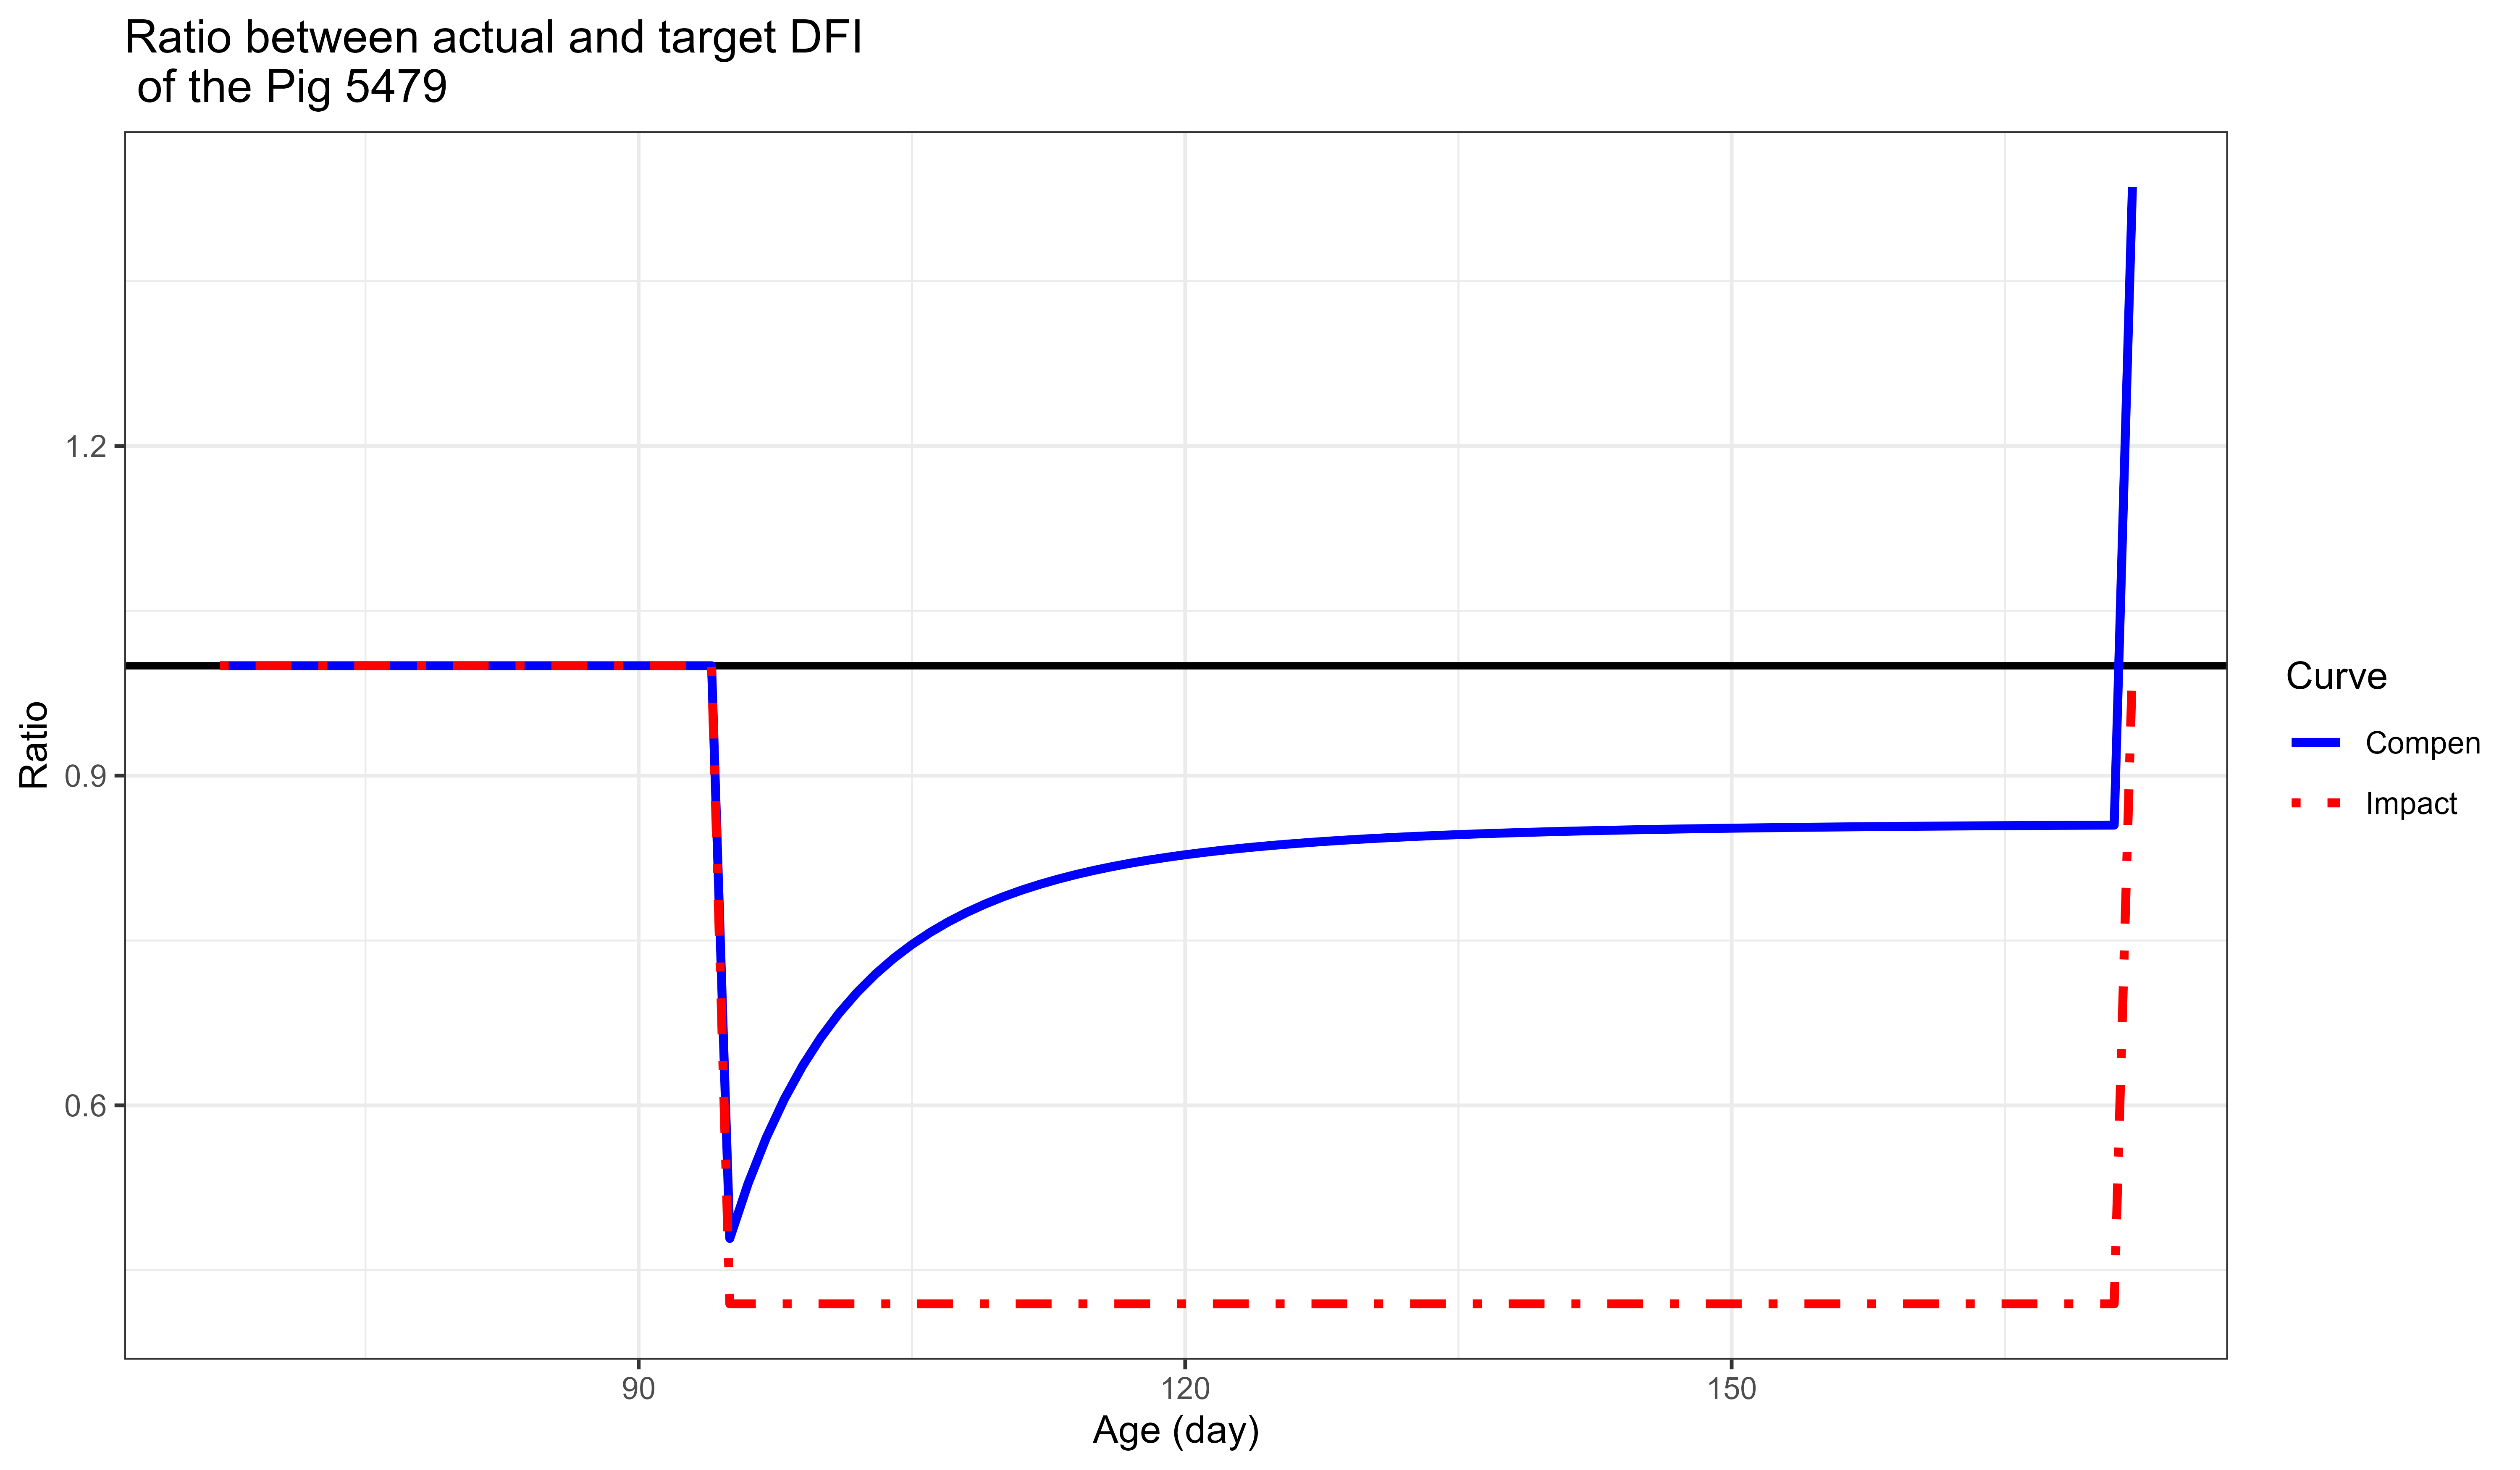 Ratio between actual and target DFI
of the Pig 5479
1.2
0.9
0.6
Ratio
90
120
150
Age (day)
Curve
Compen
Impact